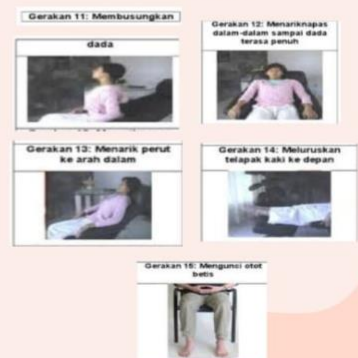 Gerakan 11: Membusungkan
dada
Gerakan 12: Menariknapas
dalam-dalam sampai dada
terasa penuh
Gerakan 13: Menarik perut
ke arah dalam
Gerakan 14: Meluruskan
telapak kaki ke depan
Gerakan 15: Mengunci otot
betis